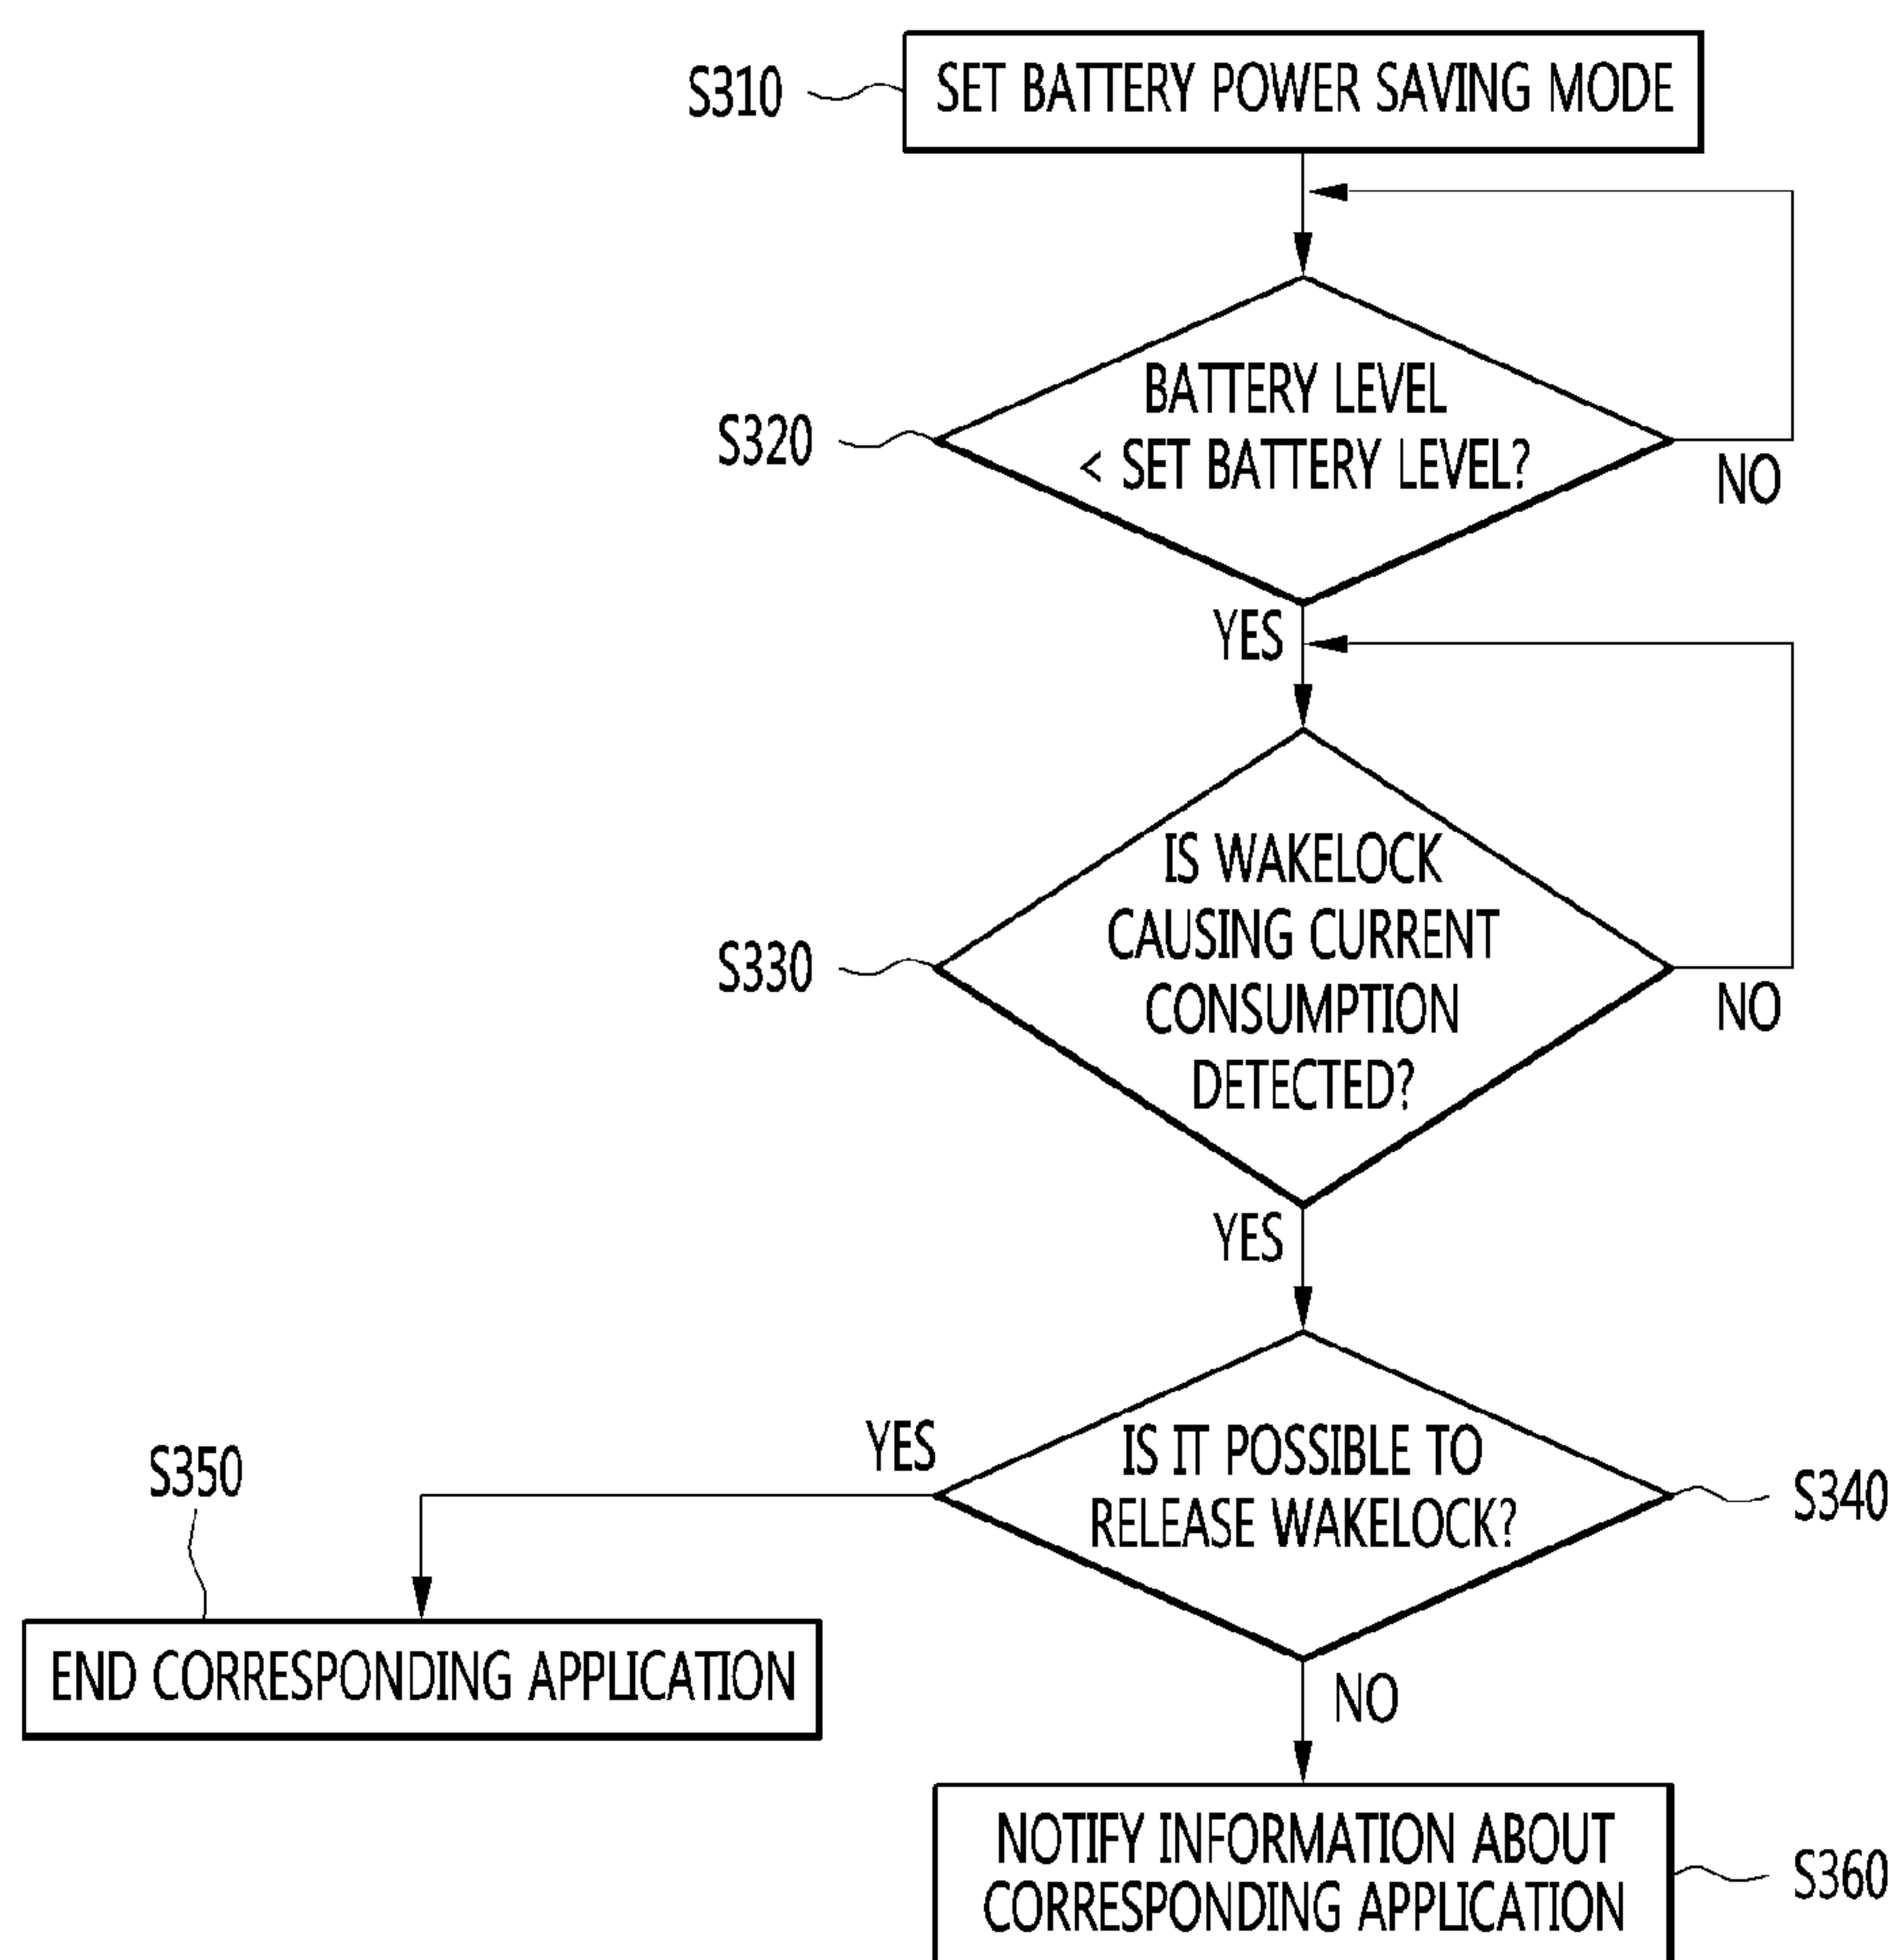 S310
SET BATTERY POWER SAVING MODE
S320
BATTERY LEVEL
< SET BATTERY LEVEL?
NO
YES
S330
IS WAKELOCK
CAUSING CURRENT
CONSUMPTION
DETECTED?
NO
YES
S340
IS IT POSSIBLE TO
RELEASE WAKELOCK?
YES
S350
END CORRESPONDING APPLICATION
NO
NOTIFY INFORMATION ABOUT
CORRESPONDING APPLICATION
S360